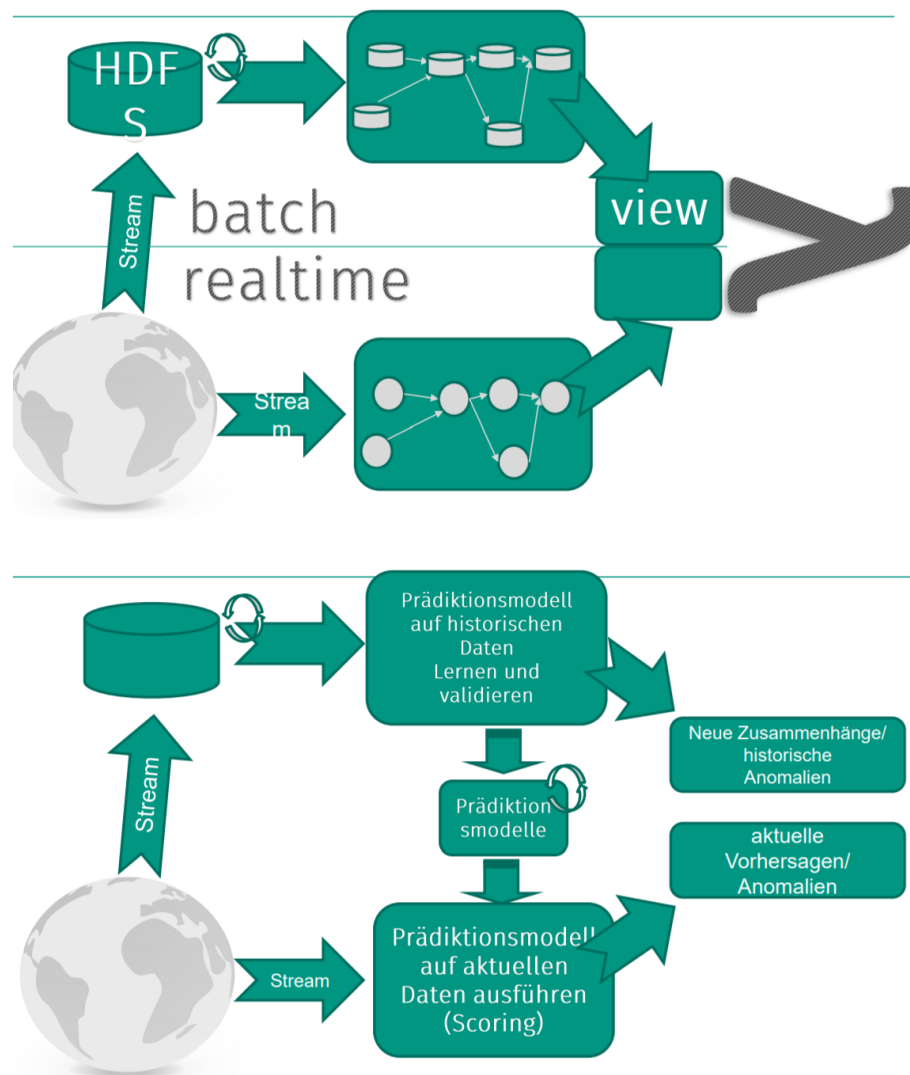 HDF
S
Stream
batch
realtime
view
λ
Strea
m
Prädiktionsmodell
auf historischen
Daten
Lernen und
validieren
Stream
Neue Zusammenhänge/
historische
Anomalien
Prädiktion
smodelle
aktuelle
Vorhersagen/
Anomalien
Stream
Prädiktionsmodell
auf aktuellen
Daten ausführen
(Scoring)